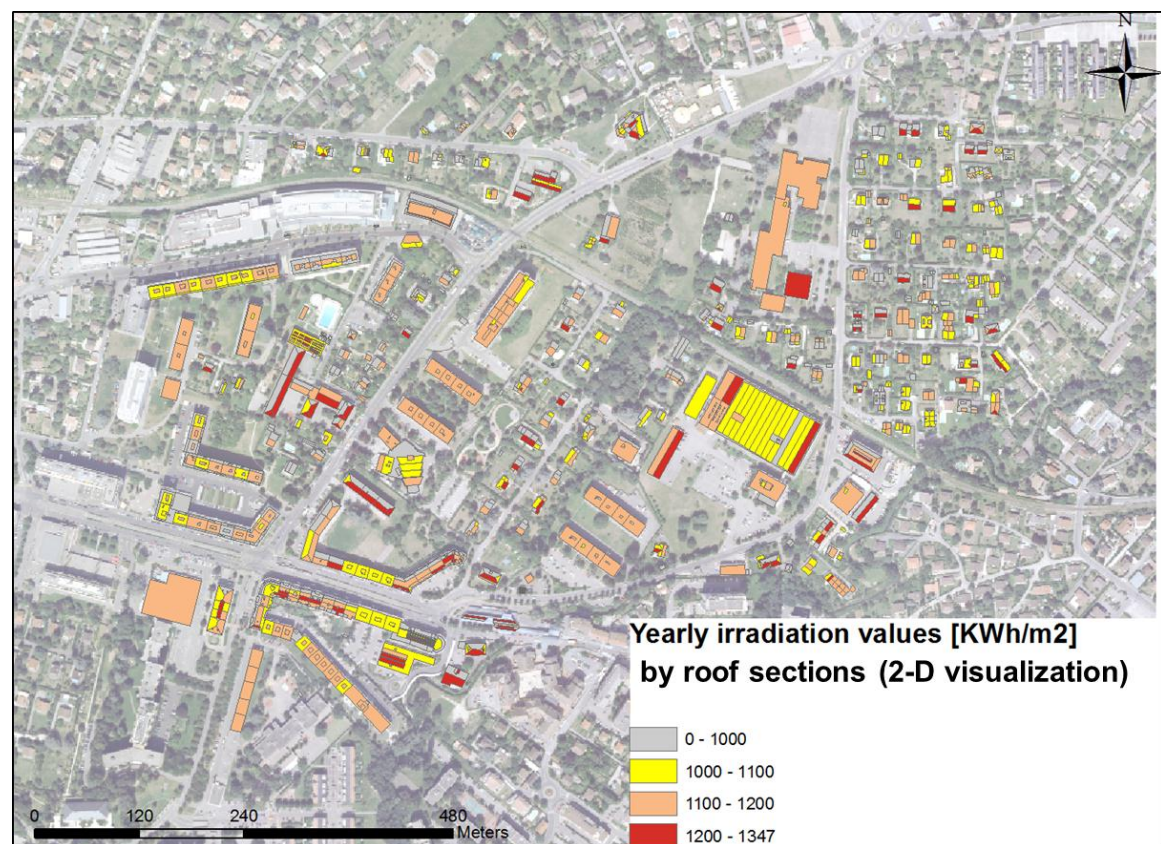 N
Yearly irradiation values [KWh/m2]
by roof sections (2-D visualization)
0 - 1000
1000 - 1100
1100 - 1200
1200 - 1347
0 120 240 480
Meters